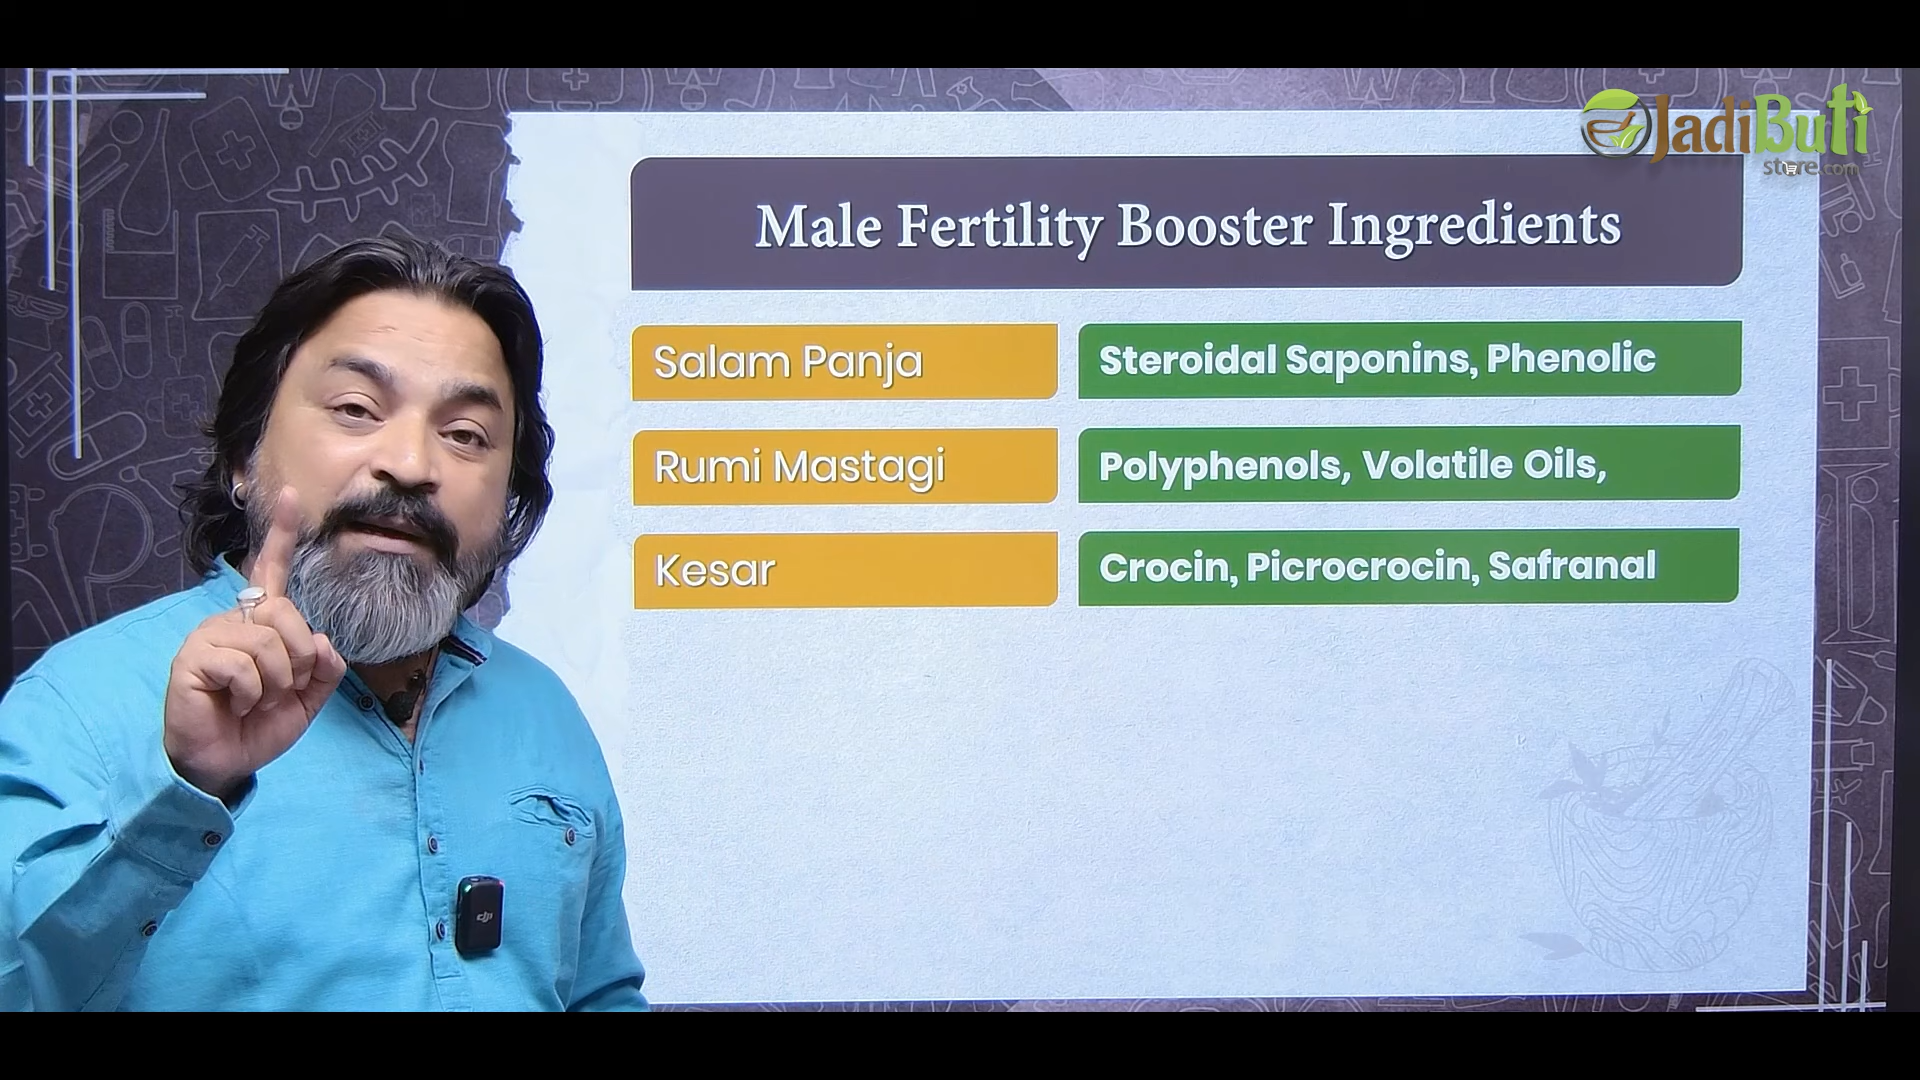 JadiButi
store.com
Male Fertility Booster Ingredients
Salam Panja
Steroidal Saponins, Phenolic
Rumi Mastagi
Polyphenols, Volatile Oils,
Kesar
Crocin, Picrocrocin, Safranal
dji